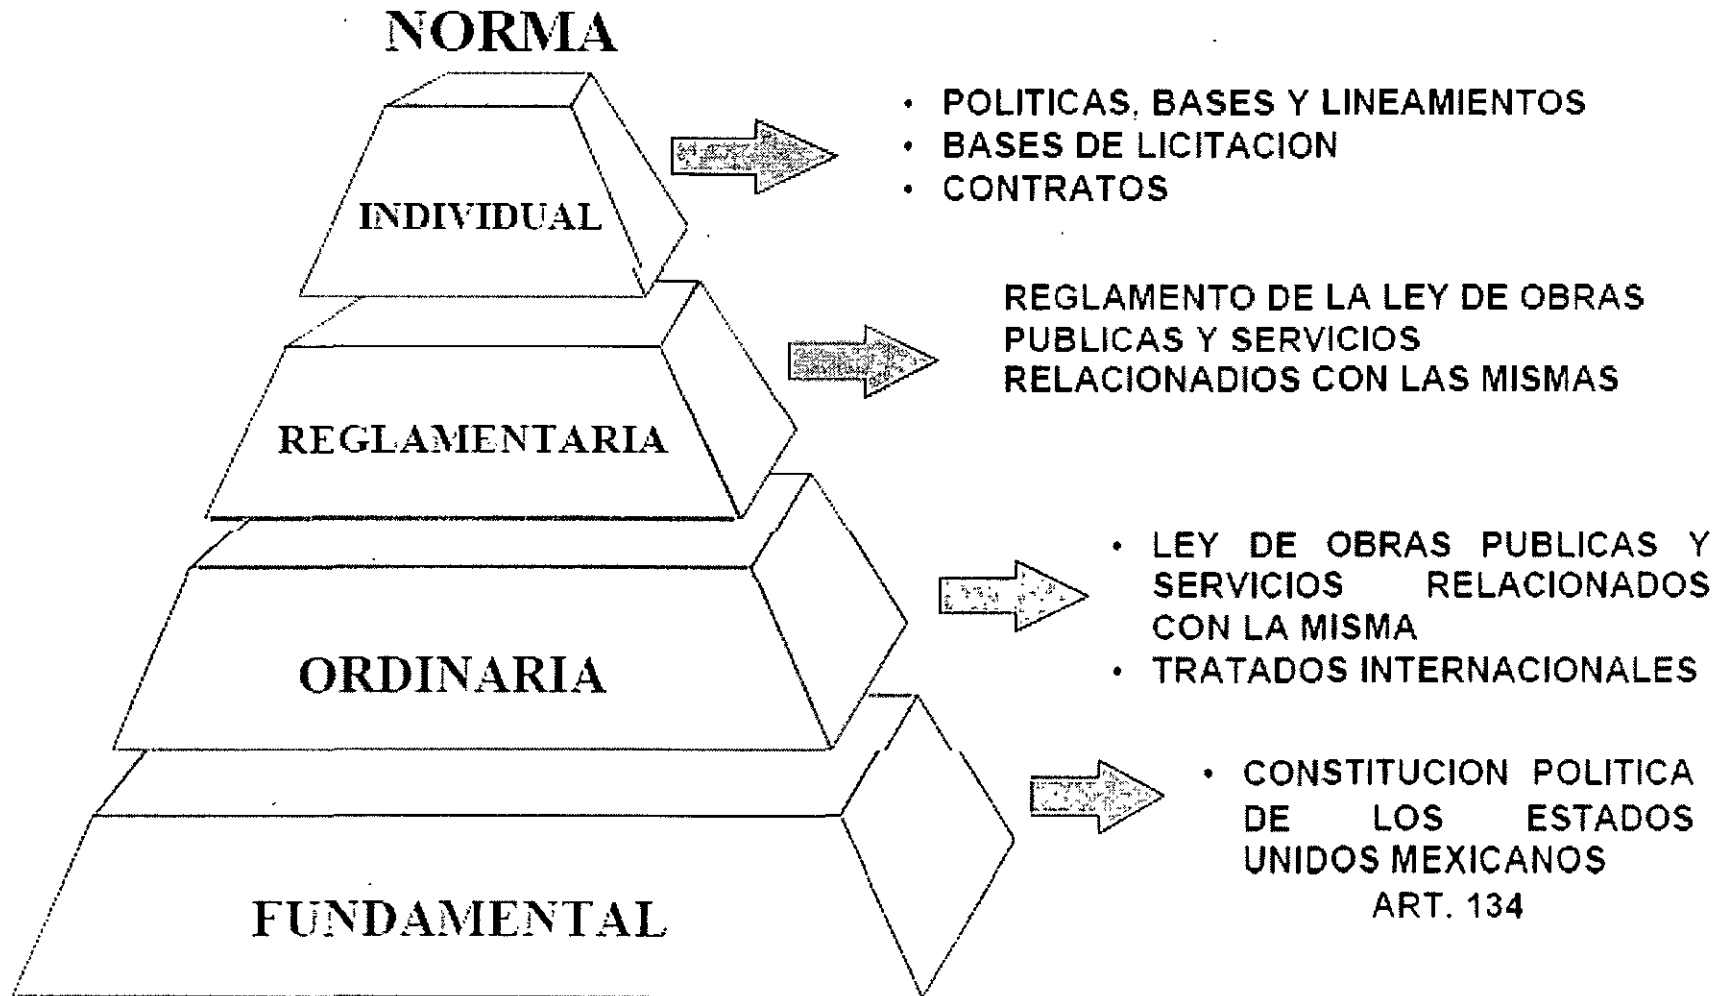 NORMA
INDIVIDUAL
• POLITICAS, BASES Y LINEAMIENTOS
• BASES DE LICITACION
• CONTRATOS
REGLAMENTARIA
REGLAMENTO DE LA LEY DE OBRAS
PUBLICAS Y SERVICIOS
RELACIONADIOS CON LAS MISMAS
ORDINARIA
• LEY DE OBRAS PUBLICAS Y
SERVICIOS RELACIONADOS
CON LA MISMA
• TRATADOS INTERNACIONALES
FUNDAMENTAL
• CONSTITUCION POLITICA
DE LOS ESTADOS
UNIDOS MEXICANOS
ART. 134